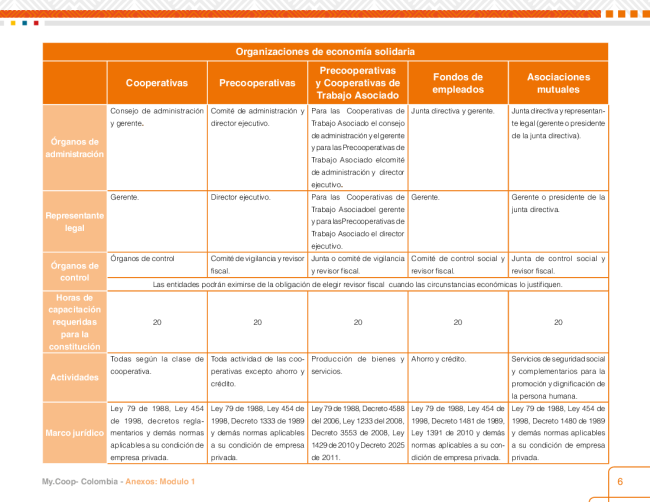 Organizaciones de economía solidaria
Cooperativas
Precooperativas
Precooperativas
y Cooperativas de
Trabajo Asociado
Fondos de
empleados
Asociaciones
mutuales
Órganos de
administración
Consejo de administración
y gerente.
Comité de administración y
director ejecutivo.
Para las Cooperativas de
Trabajo Asociado el consejo
de administración y el gerente
y para las Precooperativas de
Trabajo Asociado elcomité
de administración y director
ejecutivo.
Junta directiva y gerente.
Junta directiva y representan-
te legal (gerente o presidente
de la junta directiva).
Representante
legal
Gerente.
Director ejecutivo.
Para las Cooperativas de
Trabajo Asociadoel gerente
y para lasPrecooperativas de
Trabajo Asociado el director
ejecutivo.
Gerente.
Gerente o presidente de la
junta directiva.
Órganos de
control
Órganos de control
Comité de vigilancia y revisor
fiscal.
Junta o comité de vigilancia
y revisor fiscal.
Comité de control social y
revisor fiscal.
Junta de control social y
revisor fiscal.
Las entidades podrán eximirse de la obligación de elegir revisor fiscal cuando las circunstancias económicas lo justifiquen.
Horas de
capacitación
requeridas
para la
constitución
20
20
20
20
20
Actividades
Todas según la clase de
cooperativa.
Toda actividad de las coo-
perativas excepto ahorro y
crédito.
Producción de bienes y
servicios.
Ahorro y crédito.
Servicios de seguridad social
y complementarios para la
promoción y dignificación de
la persona humana.
Marco jurídico
Ley 79 de 1988, Ley 454
de 1998, decretos regla-
mentarios y demás normas
aplicables a su condición de
empresa privada.
Ley 79 de 1988, Ley 454 de
1998, Decreto 1333 de 1989
y demás normas aplicables
a su condición de empresa
privada.
Ley 79 de 1988, Decreto 4588
del 2006, Ley 1233 del 2008,
Decreto 3553 de 2008, Ley
1429 de 2010 y Decreto 2025
de 2011.
Ley 79 de 1988, Ley 454 de
1998, Decreto 1481 de 1989,
Ley 1391 de 2010 y demás
normas aplicables a su con-
dición de empresa privada.
Ley 79 de 1988, Ley 454 de
1998, Decreto 1480 de 1989
y demás normas aplicables
a su condición de empresa
privada.
My.Coop- Colombia - Anexos: Modulo 1
6